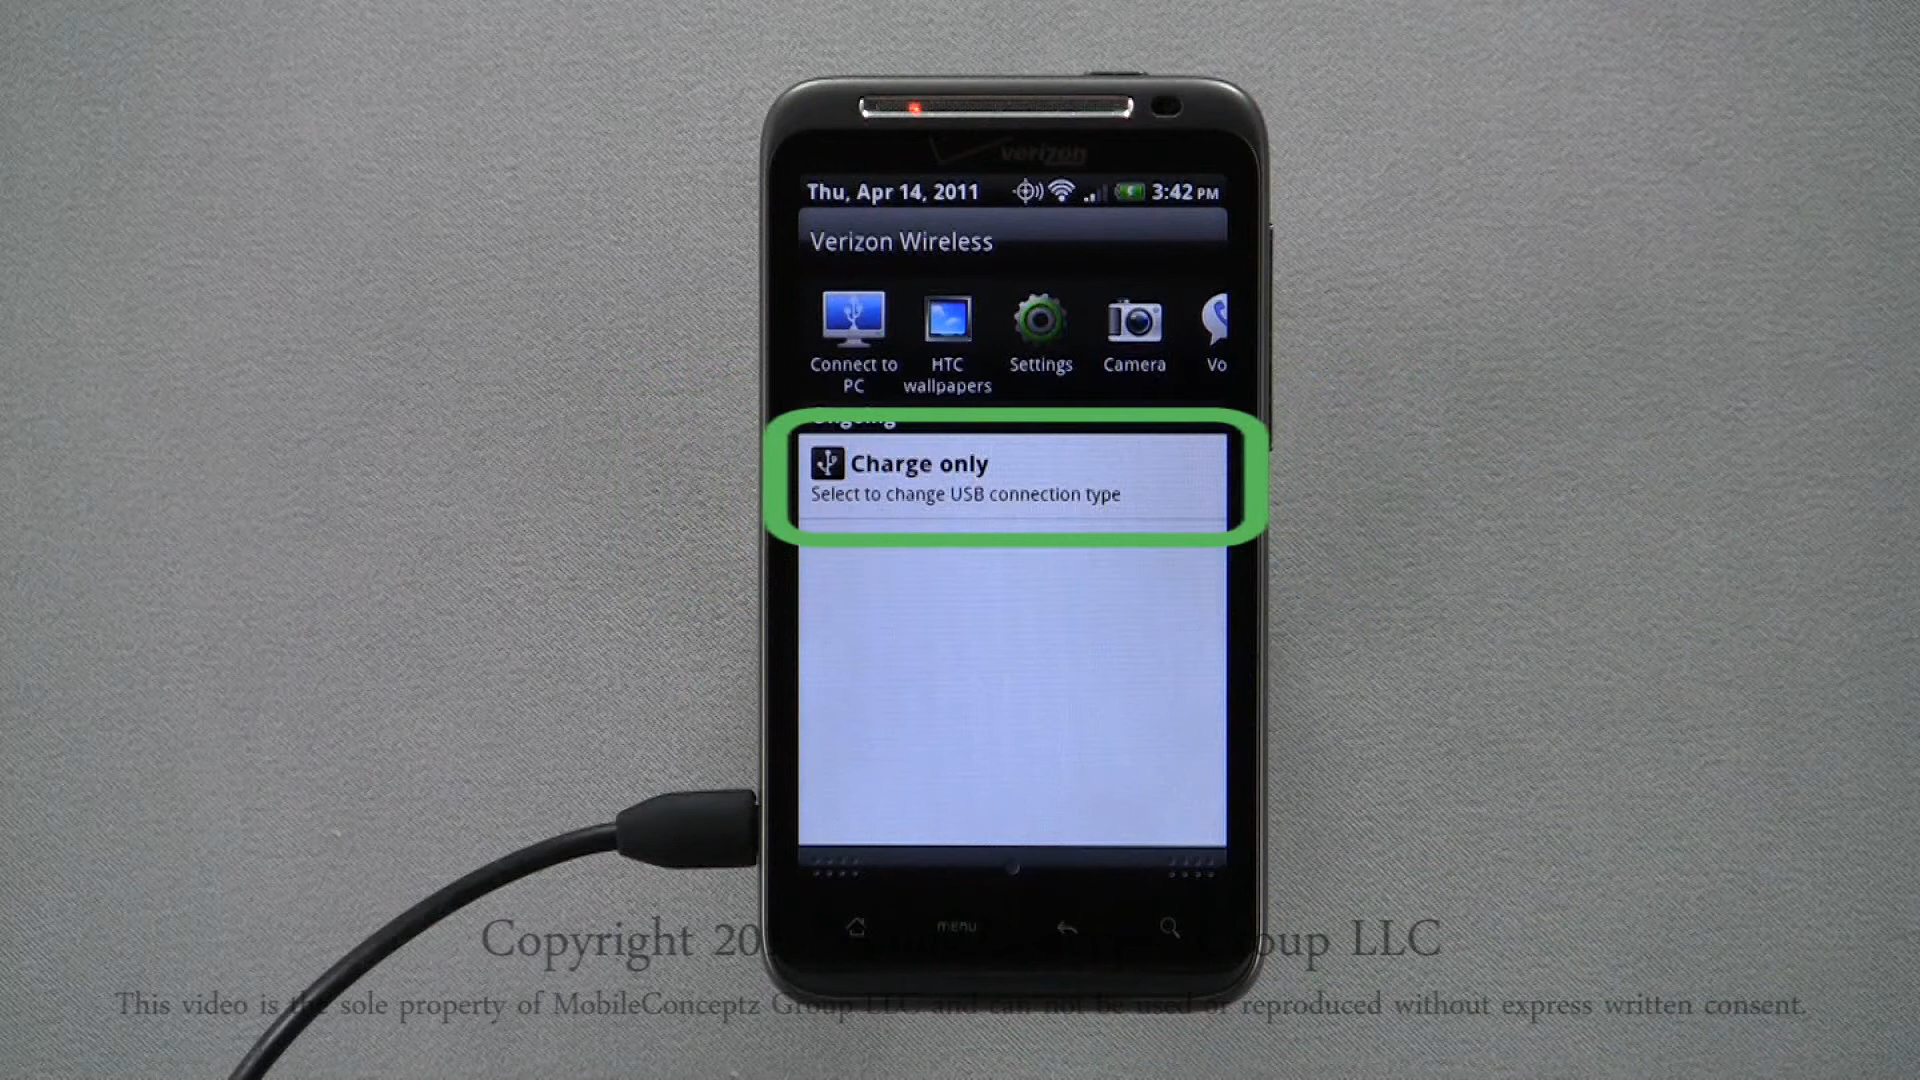 verizon
Thu, Apr 14, 2011 3:42 PM
Verizon Wireless
Connect to PC
HTC wallpapers
Settings
Camera
Vo
Ongoing
Charge only
Select to change USB connection type
menu
Copyright 20 oup LLC
This video is the sole property of MobileConceptz Group LLC and can not be used or reproduced without express written consent.